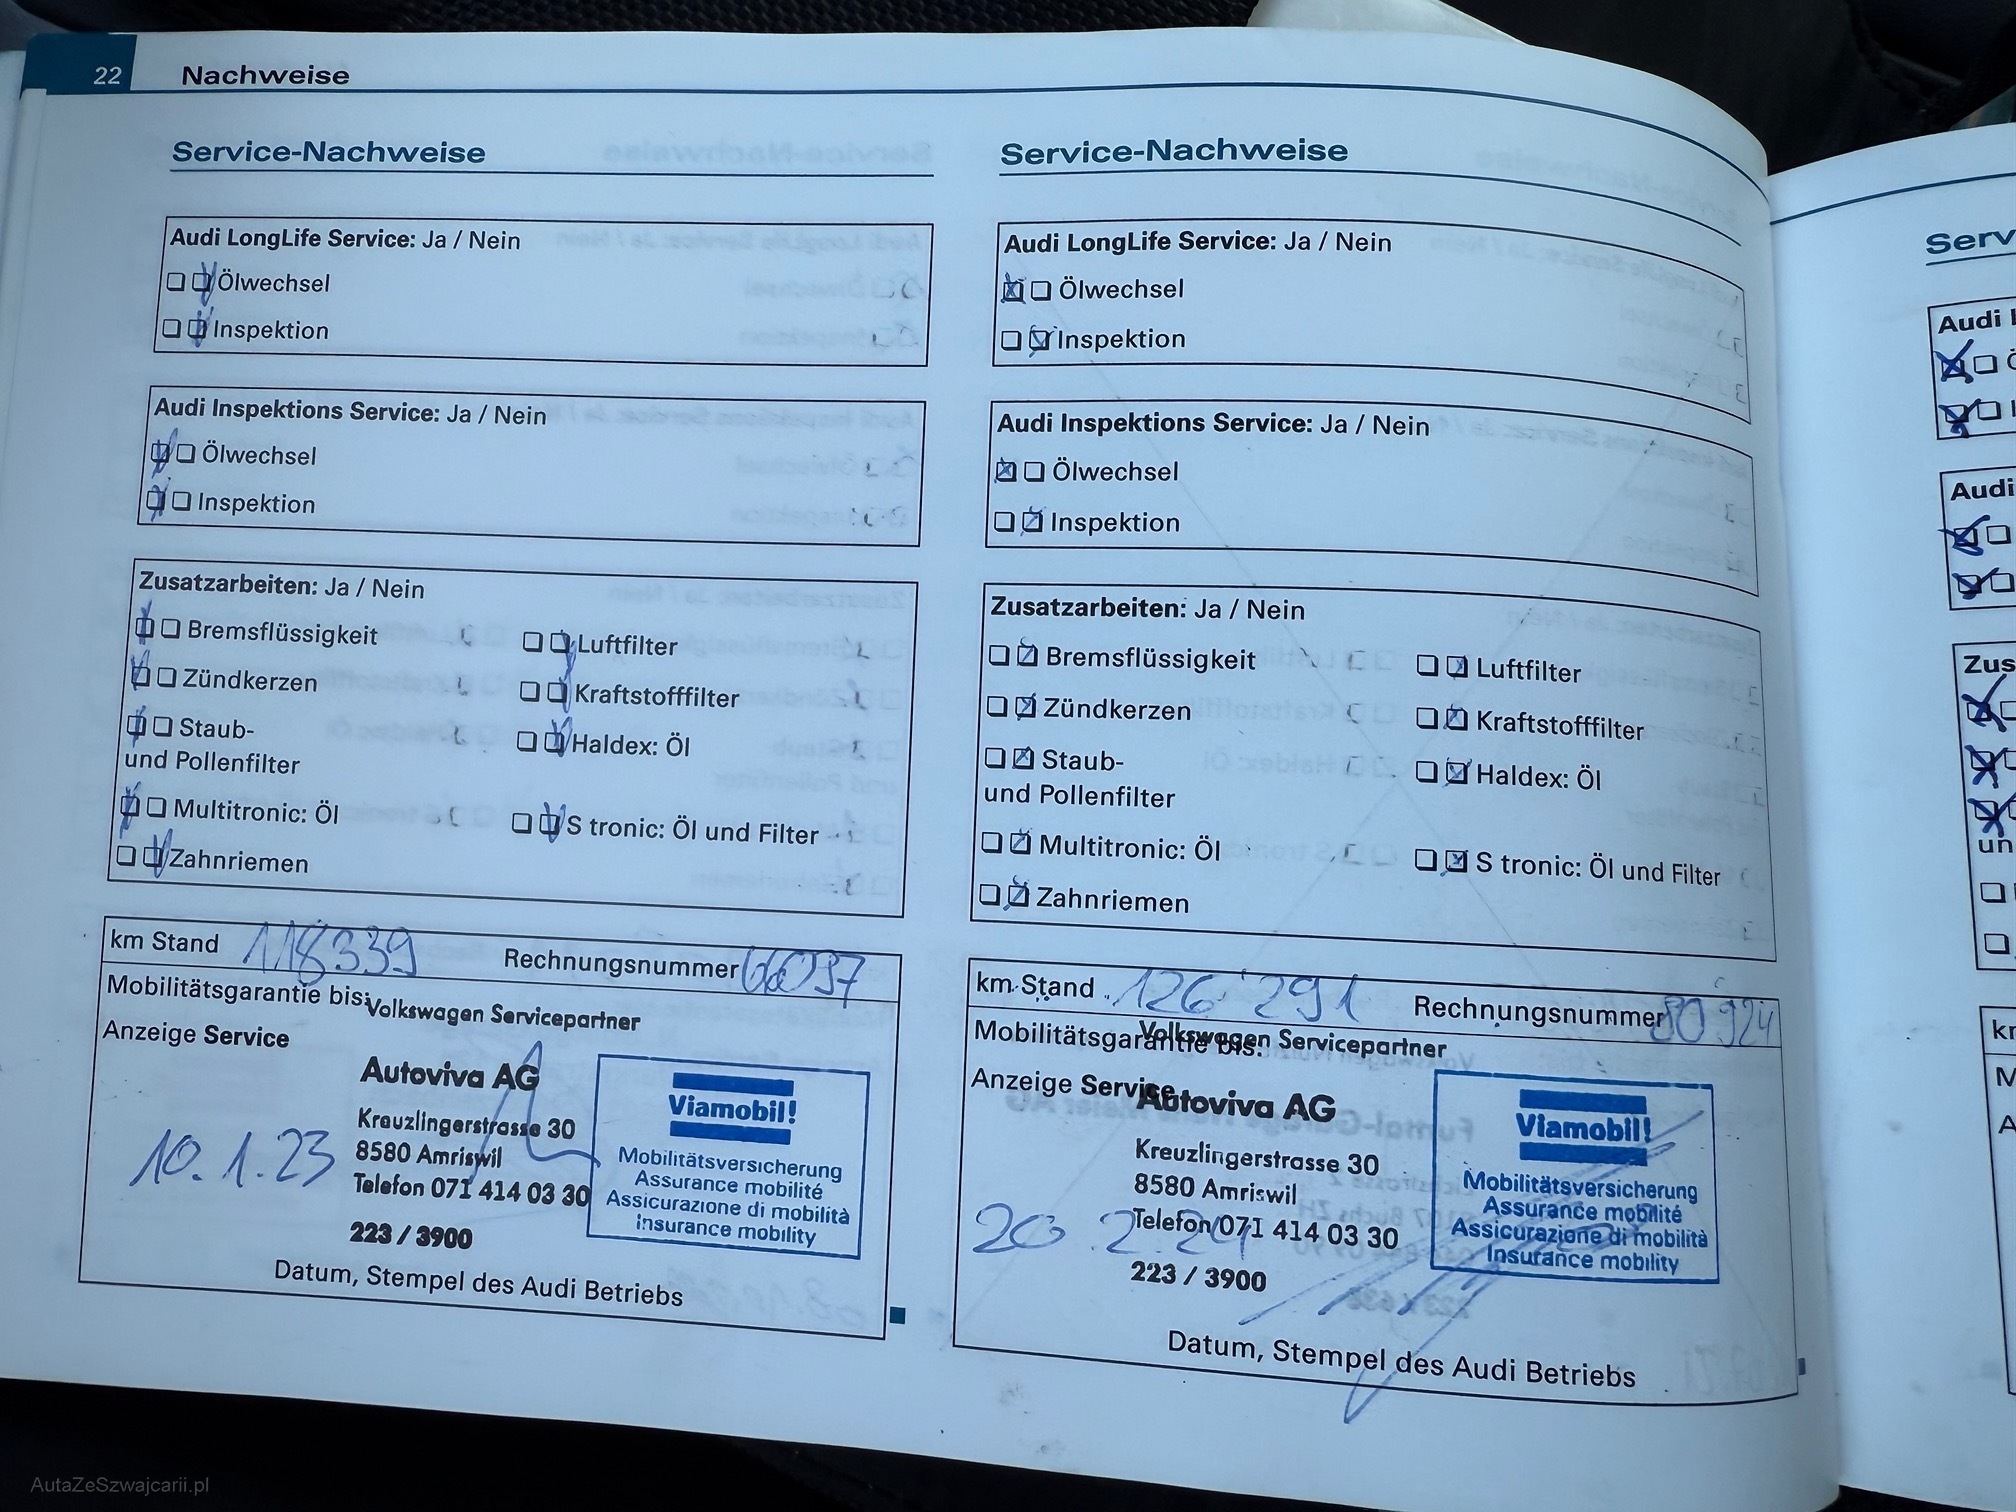 22 Nachweise
Service-Nachweise
Audi LongLife Service: Ja / Nein
Ölwechsel
Inspektion
Audi Inspektions Service: Ja / Nein
Ölwechsel
Inspektion
Zusatzarbeiten: Ja / Nein
Bremsflüssigkeit Luftfilter
Zündkerzen Kraftstofffilter
Staub- Haldex: Öl
und Pollenfilter
Multitronic: Öl S tronic: Öl und Filter
Zahnriemen
km Stand 118339 Rechnungsnummer 66097
Mobilitätsgarantie bis:
Volkswagen Servicepartner
Anzeige Service
Autoviva AG
Kreuzlingerstrasse 30
8580 Amriswil
Telefon 071 414 03 30
223 / 3900
10.1.23
Viamobil!
Mobilitätsversicherung
Assurance mobilité
Assicurazione di mobilità
Insurance mobility
Datum, Stempel des Audi Betriebs
Service-Nachweise
Audi LongLife Service: Ja / Nein
Ölwechsel
Inspektion
Audi Inspektions Service: Ja / Nein
Ölwechsel
Inspektion
Zusatzarbeiten: Ja / Nein
Bremsflüssigkeit Luftfilter
Zündkerzen Kraftstofffilter
Staub- Haldex: Öl
und Pollenfilter
Multitronic: Öl S tronic: Öl und Filter
Zahnriemen
km Stand 126'291 Rechnungsnummer 80924
Mobilitätsgarantie bis:
Volkswagen Servicepartner
Anzeige Service
Autoviva AG
Kreuzlingerstrasse 30
8580 Amriswil
Telefon 071 414 03 30
223 / 3900
20.2.24
Viamobil!
Mobilitätsversicherung
Assurance mobilité
Assicurazione di mobilità
Insurance mobility
Datum, Stempel des Audi Betriebs
Audi
Audi
AutaZeSzwajcarii.pl